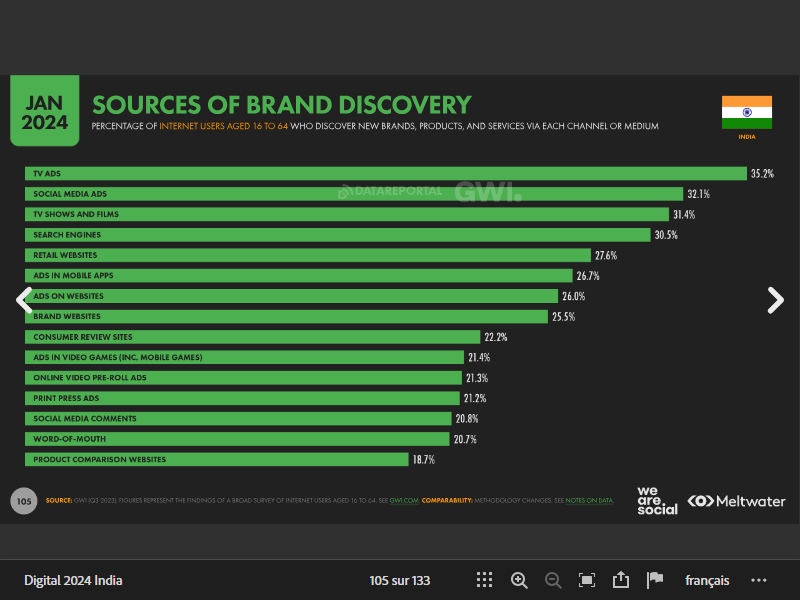 JAN
2024
SOURCES OF BRAND DISCOVERY
PERCENTAGE OF INTERNET USERS AGED 16 TO 64 WHO DISCOVER NEW BRANDS, PRODUCTS, AND SERVICES VIA EACH CHANNEL OR MEDIUM
INDIA
TV ADS 35.2%
DATAREPORTAL GWI.
SOCIAL MEDIA ADS 32.1%
TV SHOWS AND FILMS 31.4%
SEARCH ENGINES 30.5%
RETAIL WEBSITES 27.6%
ADS IN MOBILE APPS 26.7%
ADS ON WEBSITES 26.0%
BRAND WEBSITES 25.5%
CONSUMER REVIEW SITES 22.2%
ADS IN VIDEO GAMES (INC. MOBILE GAMES) 21.4%
ONLINE VIDEO PRE-ROLL ADS 21.3%
PRINT PRESS ADS 21.2%
SOCIAL MEDIA COMMENTS 20.8%
WORD-OF-MOUTH 20.7%
PRODUCT COMPARISON WEBSITES 18.7%
105
SOURCE: GWI (Q3 2023). FIGURES REPRESENT THE FINDINGS OF A BROAD SURVEY OF INTERNET USERS AGED 16 TO 64. SEE GWI.COM. COMPARABILITY: METHODOLOGY CHANGES. SEE NOTES ON DATA.
we
are
social
Meltwater
Digital 2024 India
105 sur 133
français